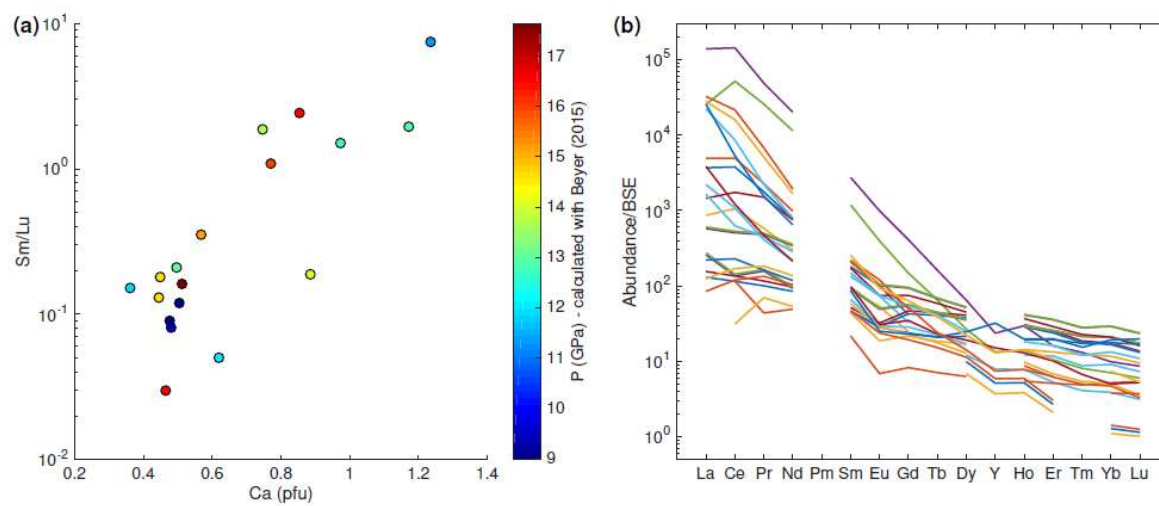 (a)
10^1
10^0
10^-1
10^-2
Sm/Lu
0.2 0.4 0.6 0.8 1 1.2 1.4
Ca (pfu)
17
16
15
14
13
12
11
10
9
P (GPa) - calculated with Beyer (2015)
(b)
10^5
10^4
10^3
10^2
10^1
10^0
Abundance/BSE
La Ce Pr Nd Pm Sm Eu Gd Tb Dy Y Ho Er Tm Yb Lu